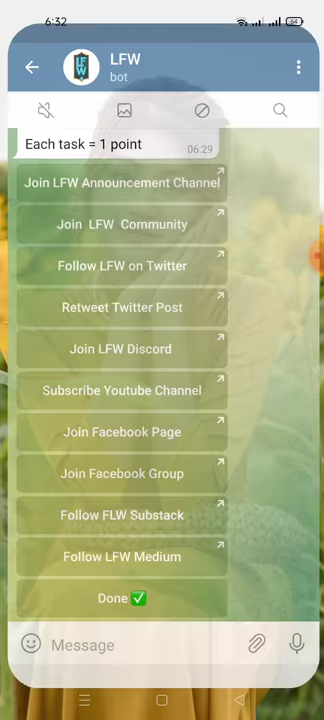 6:32
64
LFW
bot
LFW
Each task = 1 point
06:29
Join LFW Announcement Channel
Join LFW Community
Follow LFW on Twitter
Retweet Twitter Post
Join LFW Discord
Subscribe Youtube Channel
Join Facebook Page
Join Facebook Group
Follow FLW Substack
Follow LFW Medium
Done ✅
Message